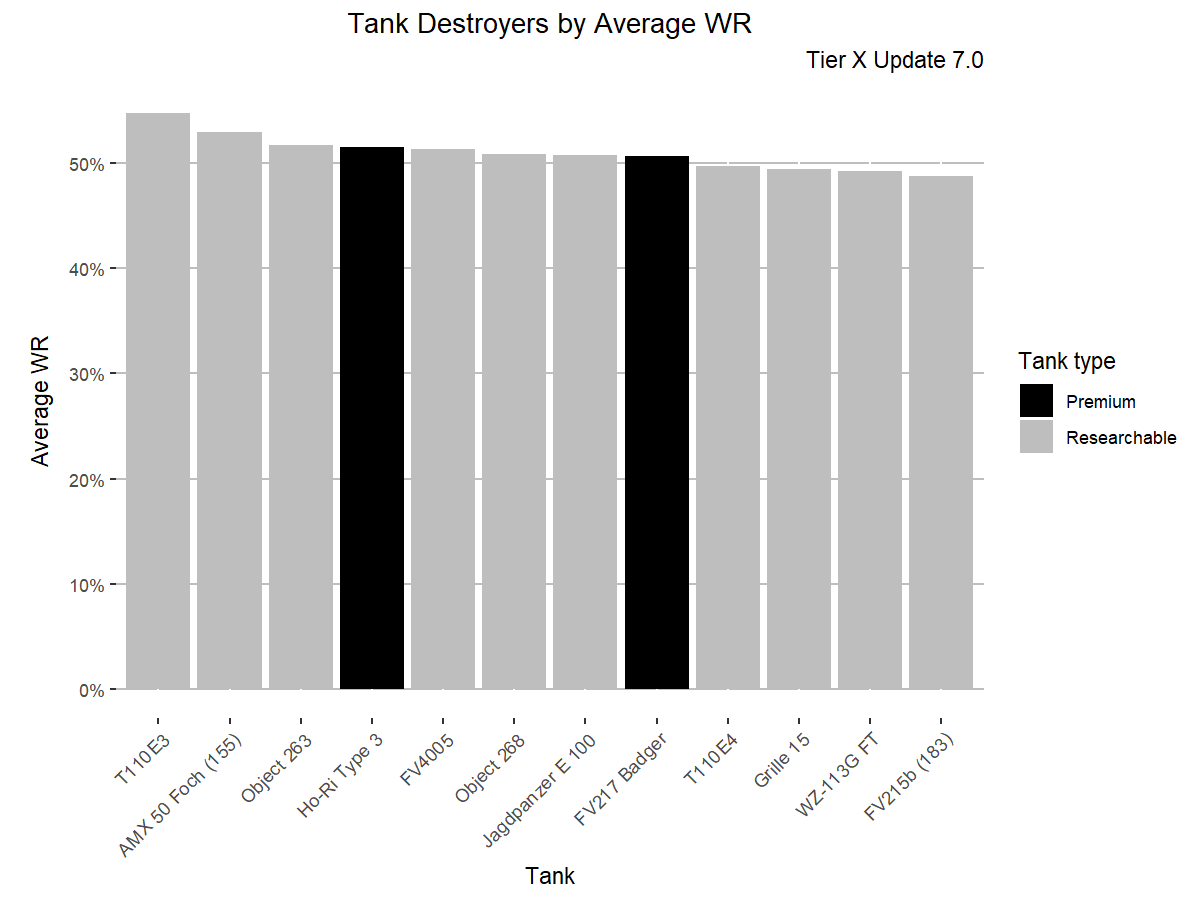 Tank Destroyers by Average WR
Tier X Update 7.0
Average WR
50%
40%
30%
20%
10%
0%
T110E3
AMX 50 Foch (155)
Object 263
Ho-Ri Type 3
FV4005
Object 268
Jagdpanzer E 100
FV217 Badger
T110E4
Grille 15
WZ-113G FT
FV215b (183)
Tank
Tank type
Premium
Researchable